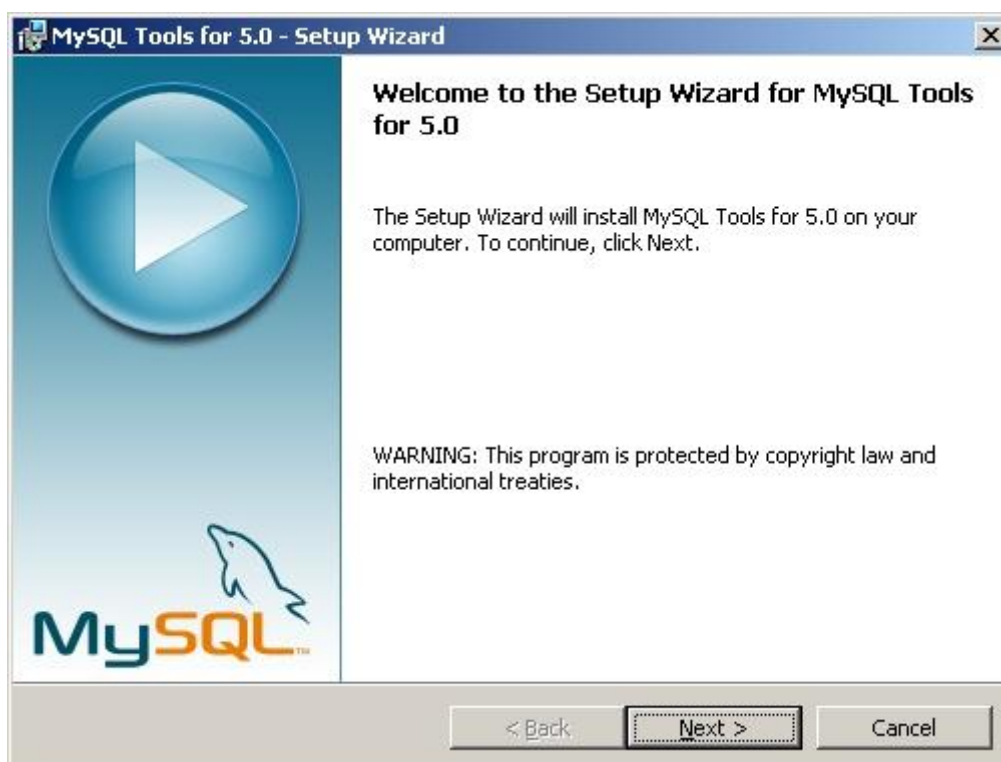 MySQL Tools for 5.0 - Setup Wizard
Welcome to the Setup Wizard for MySQL Tools
for 5.0
The Setup Wizard will install MySQL Tools for 5.0 on your
computer. To continue, click Next.
WARNING: This program is protected by copyright law and
international treaties.
MySQL™
< Back Next > Cancel